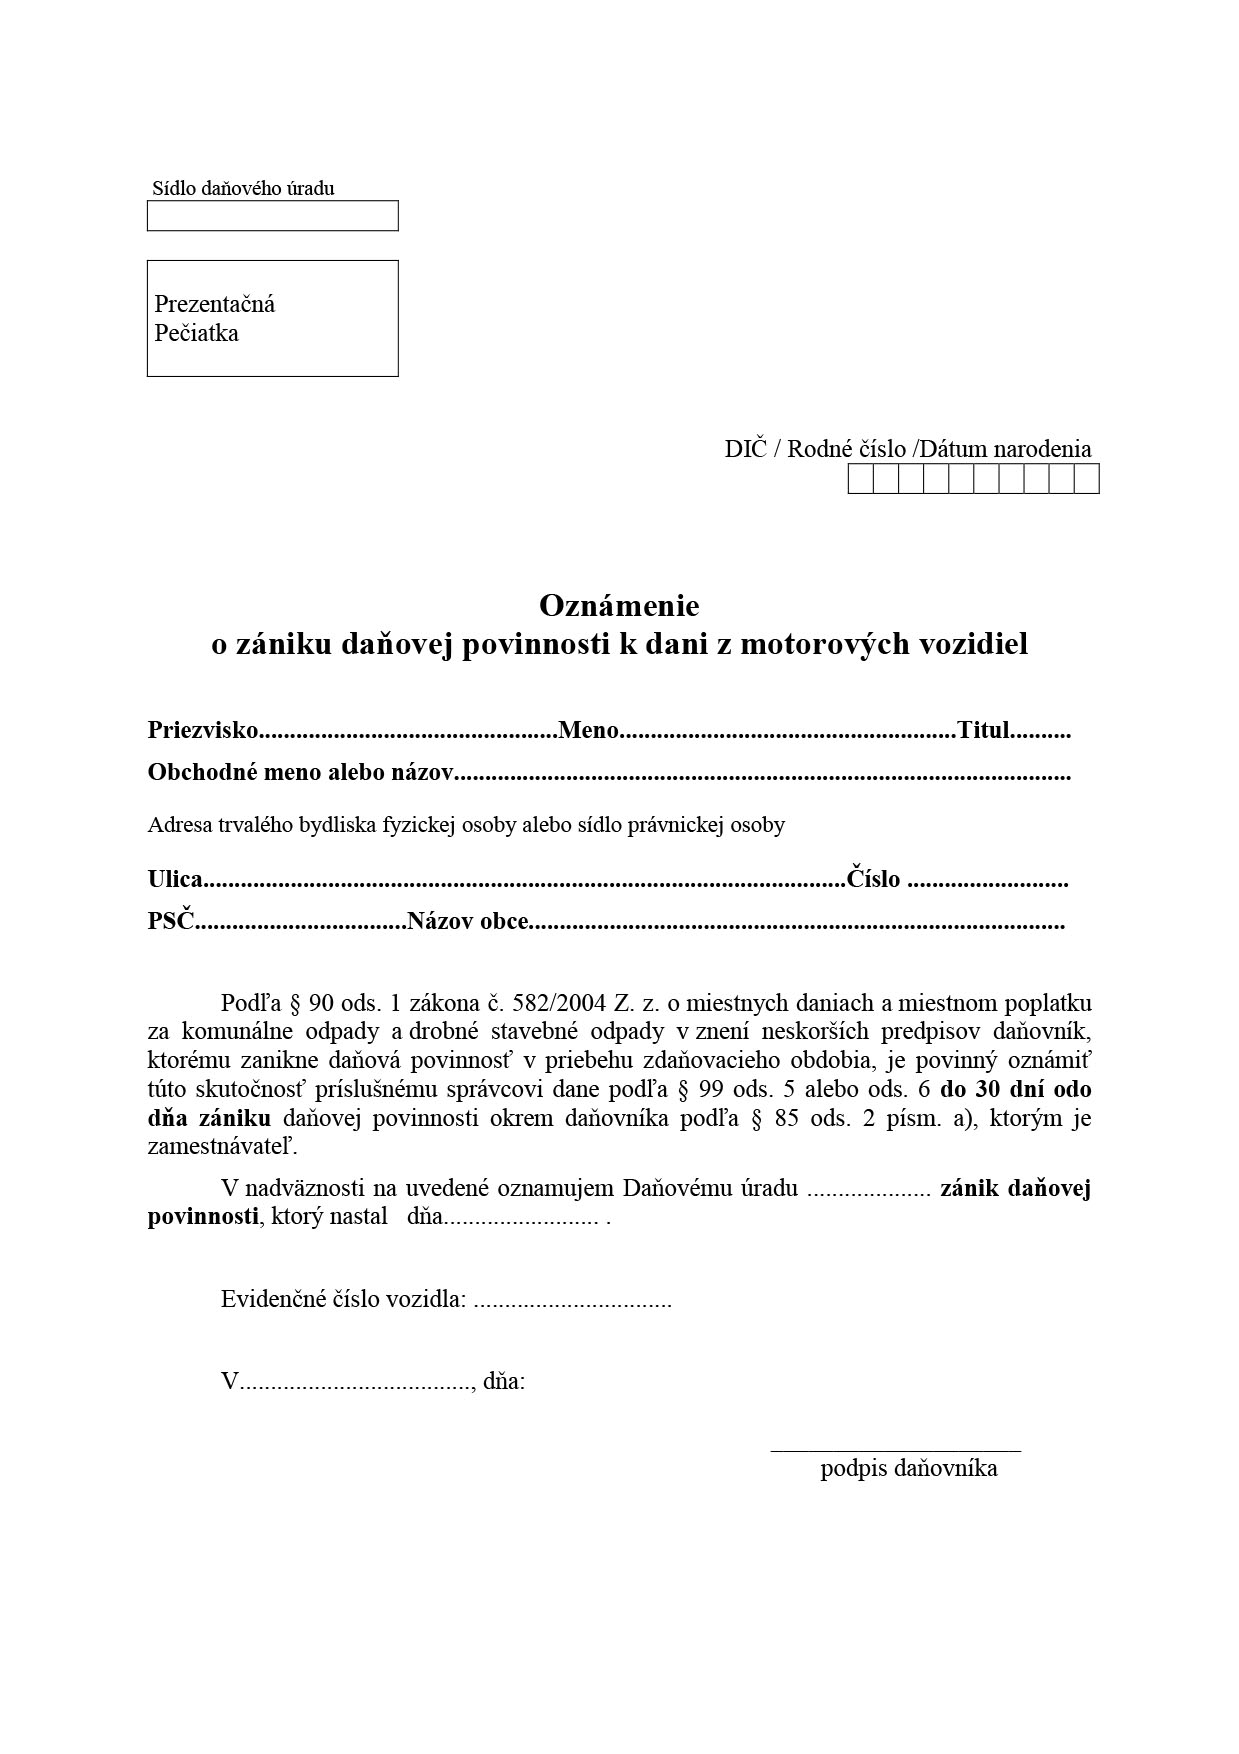 Sídlo daňového úradu
Prezentačná
Pečiatka
DIČ / Rodné číslo /Dátum narodenia
Oznámenie
o zániku daňovej povinnosti k dani z motorových vozidiel
Priezvisko................................................Meno......................................................Titul..........
Obchodné meno alebo názov...................................................................................................
Adresa trvalého bydliska fyzickej osoby alebo sídlo právnickej osoby
Ulica.......................................................................................................Číslo ..........................
PSČ..................................Názov obce......................................................................................
Podľa § 90 ods. 1 zákona č. 582/2004 Z. z. o miestnych daniach a miestnom poplatku
za komunálne odpady a drobné stavebné odpady v znení neskorších predpisov daňovník,
ktorému zanikne daňová povinnosť v priebehu zdaňovacieho obdobia, je povinný oznámiť
túto skutočnosť príslušnému správcovi dane podľa § 99 ods. 5 alebo ods. 6 do 30 dní odo
dňa zániku daňovej povinnosti okrem daňovníka podľa § 85 ods. 2 písm. a), ktorým je
zamestnávateľ.
V nadväznosti na uvedené oznamujem Daňovému úradu .................... zánik daňovej
povinnosti, ktorý nastal dňa......................... .
Evidenčné číslo vozidla: ................................
V....................................., dňa:
____________________
podpis daňovníka